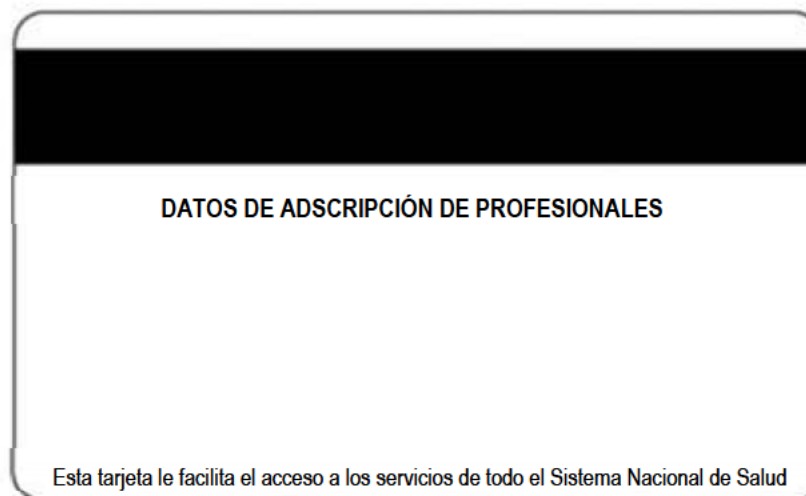 DATOS DE ADSCRIPCIÓN DE PROFESIONALES
Esta tarjeta le facilita el acceso a los servicios de todo el Sistema Nacional de Salud